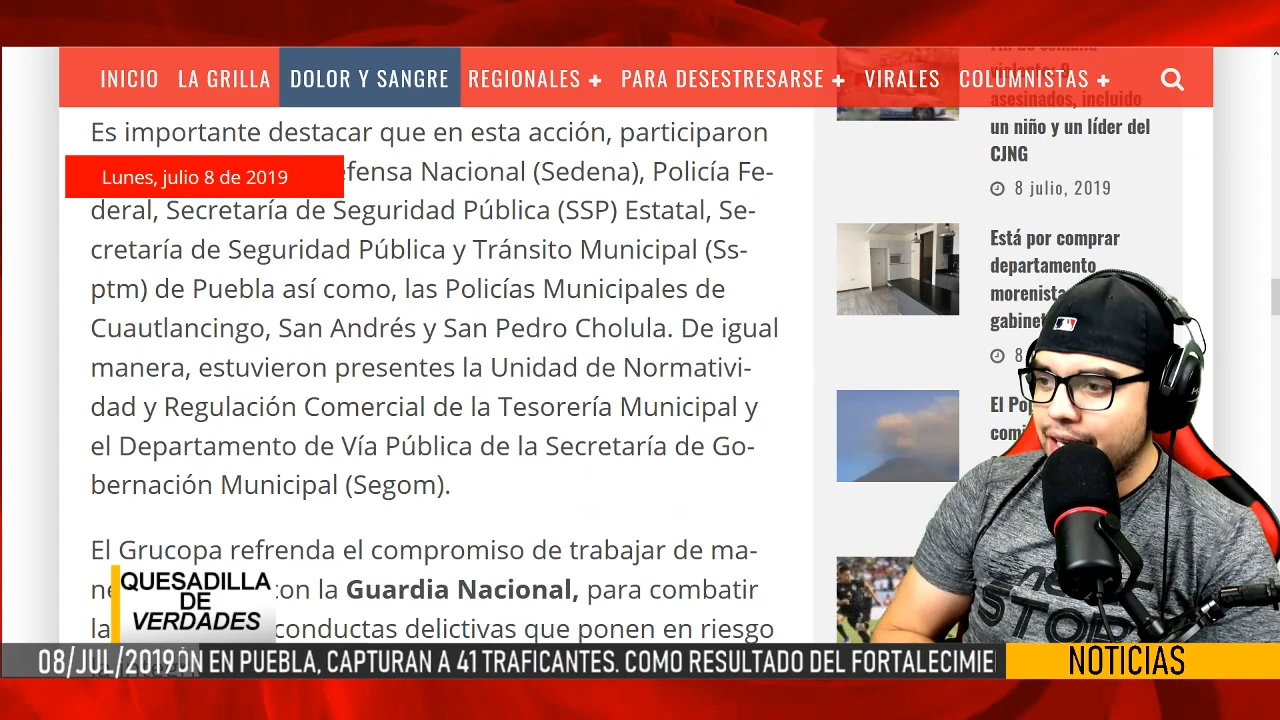 INICIO LA GRILLA DOLOR Y SANGRE REGIONALES + PARA DESESTRESARSE + VIRALES COLUMNISTAS +
Es importante destacar que en esta acción, participaron
Lunes, julio 8 de 2019
efensa Nacional (Sedena), Policía Fe-
deral, Secretaría de Seguridad Pública (SSP) Estatal, Se-
cretaría de Seguridad Pública y Tránsito Municipal (Ss-
ptm) de Puebla así como, las Policías Municipales de
Cuautlancingo, San Andrés y San Pedro Cholula. De igual
manera, estuvieron presentes la Unidad de Normativi-
dad y Regulación Comercial de la Tesorería Municipal y
el Departamento de Vía Pública de la Secretaría de Go-
bernación Municipal (Segom).
El Grucopa refrenda el compromiso de trabajar de ma-
ne con la Guardia Nacional, para combatir
la conductas delictivas que ponen en riesgo
asesinados, incluido
un niño y un líder del
CJNG
8 julio, 2019
Está por comprar
departamento
morenista
gabinet
8
El Pop
comi
QUESADILLA
DE
VERDADES
08/JUL/2019 ÓN EN PUEBLA, CAPTURAN A 41 TRAFICANTES. COMO RESULTADO DEL FORTALECIMIE
NOTICIAS